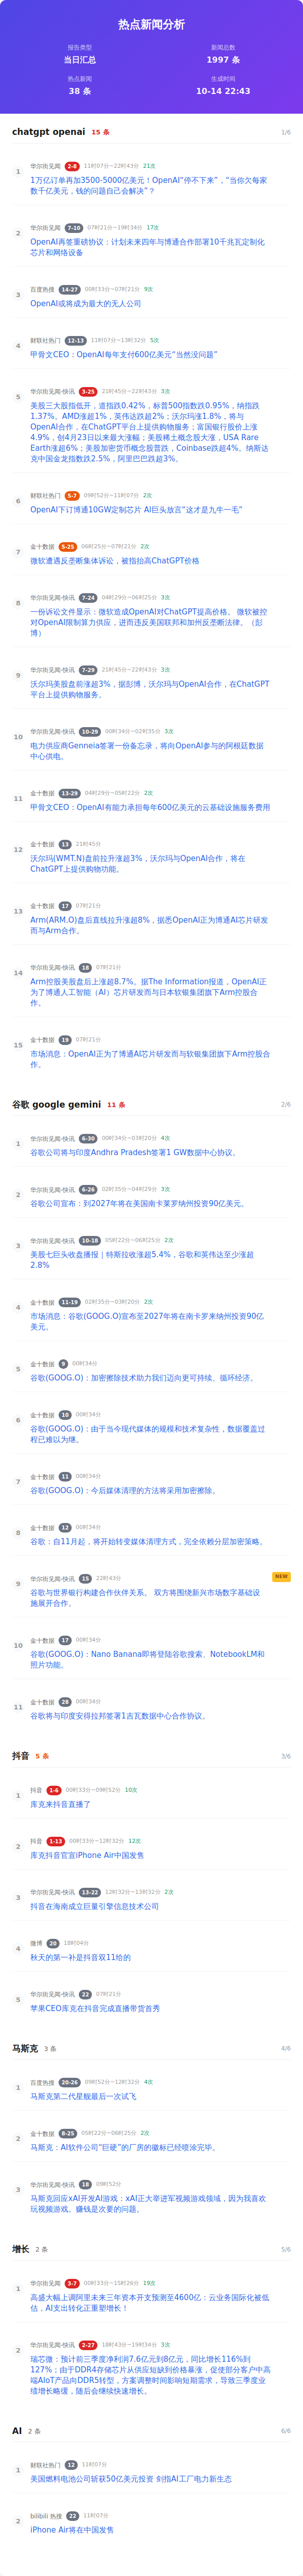 热点新闻分析
报告类型
当日汇总
新闻总数
1997 条
热点新闻
38 条
生成时间
10-14 22:43
chatgpt openai 15 条 1/6
1
华尔街见闻 2-8 11时07分~22时43分 21次
1万亿订单再加3500-5000亿美元！OpenAI“停不下来”，“当你欠每家
数千亿美元，钱的问题自己会解决”？
2
华尔街见闻 7-10 07时21分~19时34分 17次
OpenAI再签重磅协议：计划未来四年与博通合作部署10千兆瓦定制化
芯片和网络设备
3
百度热搜 14-27 00时33分~07时21分 9次
OpenAI或将成为最大的无人公司
4
财联社热门 12-13 11时07分~13时32分 5次
甲骨文CEO：OpenAI每年支付600亿美元“当然没问题”
5
华尔街见闻-快讯 3-25 21时45分~22时43分 3次
美股三大股指低开，道指跌0.42%，标普500指数跌0.95%，纳指跌
1.37%。AMD涨超1%，英伟达跌超2%；沃尔玛涨1.8%，将与
OpenAI合作，在ChatGPT平台上提供购物服务；富国银行股价上涨
4.9%，创4月23日以来最大涨幅；美股稀土概念股大涨，USA Rare
Earth涨超6%；美股加密货币概念股普跌，Coinbase跌超4%。纳斯达
克中国金龙指数跌2.5%，阿里巴巴跌超3%。
6
财联社热门 5-7 09时52分~11时07分 2次
OpenAI下订博通10GW定制芯片 AI巨头放言“这才是九牛一毛”
7
金十数据 5-25 06时25分~07时21分 2次
微软遭遇反垄断集体诉讼，被指抬高ChatGPT价格
8
华尔街见闻-快讯 7-24 04时29分~06时25分 3次
一份诉讼文件显示：微软造成OpenAI对ChatGPT提高价格。 微软被控
对OpenAI限制算力供应，进而违反美国联邦和加州反垄断法律。（彭
博）
9
华尔街见闻-快讯 7-29 21时45分~22时43分 3次
沃尔玛美股盘前涨超3%，据彭博，沃尔玛与OpenAI合作，在ChatGPT
平台上提供购物服务。
10
华尔街见闻-快讯 10-29 00时34分~02时35分 3次
电力供应商Genneia签署一份备忘录，将向OpenAI参与的阿根廷数据
中心供电。
11
金十数据 13-29 04时29分~05时22分 2次
甲骨文CEO：OpenAI有能力承担每年600亿美元的云基础设施服务费用
12
金十数据 13 21时45分
沃尔玛(WMT.N)盘前拉升涨超3%，沃尔玛与OpenAI合作，将在
ChatGPT上提供购物功能。
13
金十数据 17 07时21分
Arm(ARM.O)盘后直线拉升涨超8%，据悉OpenAI正为博通AI芯片研发
而与Arm合作。
14
华尔街见闻-快讯 18 07时21分
Arm控股美股盘后上涨超8.7%。据The Information报道，OpenAI正
为了博通人工智能（AI）芯片研发而与日本软银集团旗下Arm控股合
作。
15
金十数据 19 07时21分
市场消息：OpenAI正为了博通AI芯片研发而与软银集团旗下Arm控股合
作。
谷歌 google gemini 11 条 2/6
1
华尔街见闻-快讯 6-30 00时34分~03时20分 4次
谷歌公司将与印度Andhra Pradesh签署1 GW数据中心协议。
2
华尔街见闻-快讯 6-26 02时35分~04时29分 3次
谷歌公司宣布：到2027年将在美国南卡莱罗纳州投资90亿美元。
3
华尔街见闻-快讯 10-18 05时22分~06时25分 2次
美股七巨头收盘播报｜特斯拉收涨超5.4%，谷歌和英伟达至少涨超
2.8%
4
金十数据 11-19 02时35分~03时20分 2次
市场消息：谷歌(GOOG.O)宣布至2027年将在南卡罗来纳州投资90亿
美元。
5
金十数据 9 00时34分
谷歌(GOOG.O)：加密擦除技术助力我们迈向更可持续、循环经济。
6
金十数据 10 00时34分
谷歌(GOOG.O)：由于当今现代媒体的规模和技术复杂性，数据覆盖过
程已难以为继。
7
金十数据 11 00时34分
谷歌(GOOG.O)：今后媒体清理的方法将采用加密擦除。
8
金十数据 12 00时34分
谷歌：自11月起，将开始转变媒体清理方式，完全依赖分层加密策略。
9
华尔街见闻-快讯 15 22时43分 NEW
谷歌与世界银行构建合作伙伴关系。 双方将围绕新兴市场数字基础设
施展开合作。
10
金十数据 17 00时34分
谷歌(GOOG.O)：Nano Banana即将登陆谷歌搜索、NotebookLM和
照片功能。
11
金十数据 28 00时34分
谷歌将与印度安得拉邦签署1吉瓦数据中心合作协议。
抖音 5 条 3/6
1
抖音 1-6 00时33分~09时52分 10次
库克来抖音直播了
2
抖音 1-13 00时33分~12时32分 12次
库克抖音官宣iPhone Air中国发售
3
华尔街见闻-快讯 13-22 12时32分~13时32分 2次
抖音在海南成立巨量引擎信息技术公司
4
微博 20 18时04分
秋天的第一补是抖音双11给的
5
华尔街见闻-快讯 22 07时21分
苹果CEO库克在抖音完成直播带货首秀
马斯克 3 条 4/6
1
百度热搜 20-26 09时52分~12时32分 4次
马斯克第二代星舰最后一次试飞
2
金十数据 8-25 05时22分~06时25分 2次
马斯克：AI软件公司“巨硬”的厂房的徽标已经喷涂完毕。
3
华尔街见闻-快讯 18 09时52分
马斯克回应xAI开发AI游戏：xAI正大举进军视频游戏领域，因为我喜欢
玩视频游戏。赚钱是次要的问题。
增长 2 条 5/6
1
华尔街见闻 3-7 00时33分~15时26分 19次
高盛大幅上调阿里未来三年资本开支预测至4600亿：云业务国际化被低
估，AI支出转化正重塑增长！
2
华尔街见闻-快讯 2-27 18时43分~19时34分 3次
瑞芯微：预计前三季度净利润7.6亿元到8亿元，同比增长116%到
127%；由于DDR4存储芯片从供应短缺到价格暴涨，促使部分客户中高
端AIoT产品向DDR5转型，方案调整时间影响短期需求，导致三季度业
绩增长略缓，随后会继续快速增长。
AI 2 条 6/6
1
财联社热门 12 11时07分
美国燃料电池公司斩获50亿美元投资 剑指AI工厂电力新生态
2
bilibili 热搜 22 11时07分
iPhone Air将在中国发售